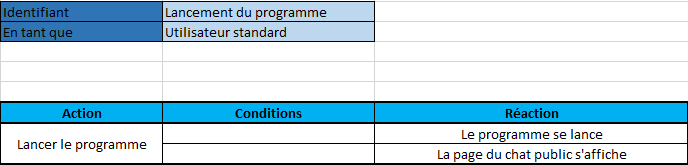 Identifiant Lancement du programme
En tant que Utilisateur standard
Action Conditions Réaction
Lancer le programme
Le programme se lance
La page du chat public s'affiche